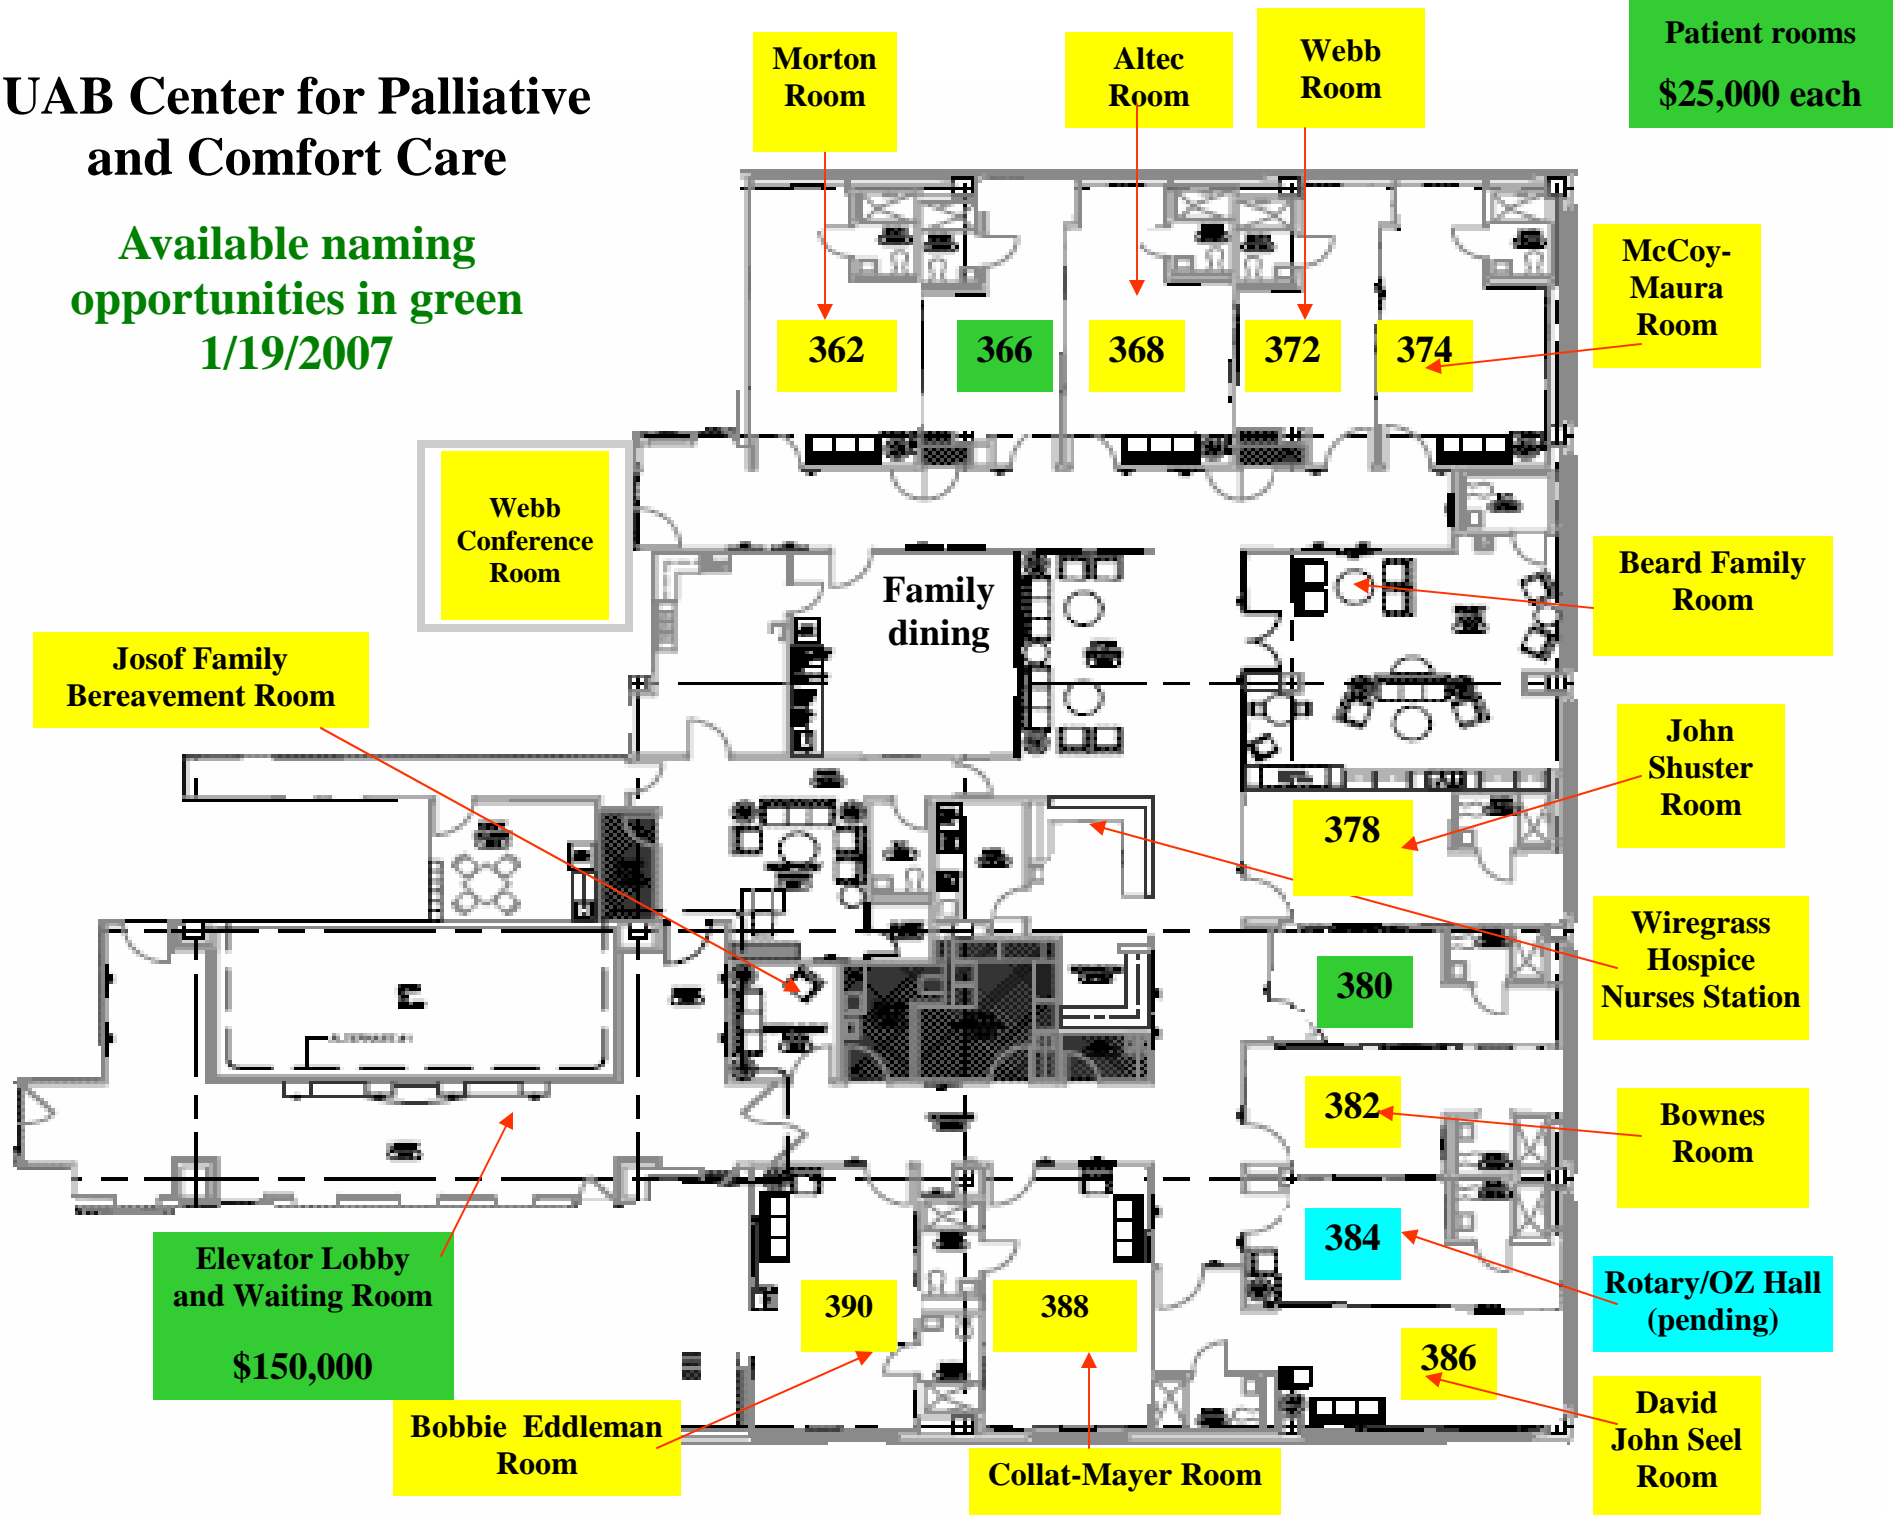 UAB Center for Palliative
and Comfort Care
Available naming
opportunities in green
1/19/2007
Morton
Room
Altec
Room
Webb
Room
Patient rooms
$25,000 each
McCoy-
Maura
Room
362
366
368
372
374
Webb
Conference
Room
Family
dining
Beard Family
Room
Josof Family
Bereavement Room
John
Shuster
Room
378
Wiregrass
Hospice
Nurses Station
380
382
Bownes
Room
384
Rotary/OZ Hall
(pending)
Elevator Lobby
and Waiting Room
$150,000
390
388
386
Bobbie Eddleman
Room
Collat-Mayer Room
David
John Seel
Room